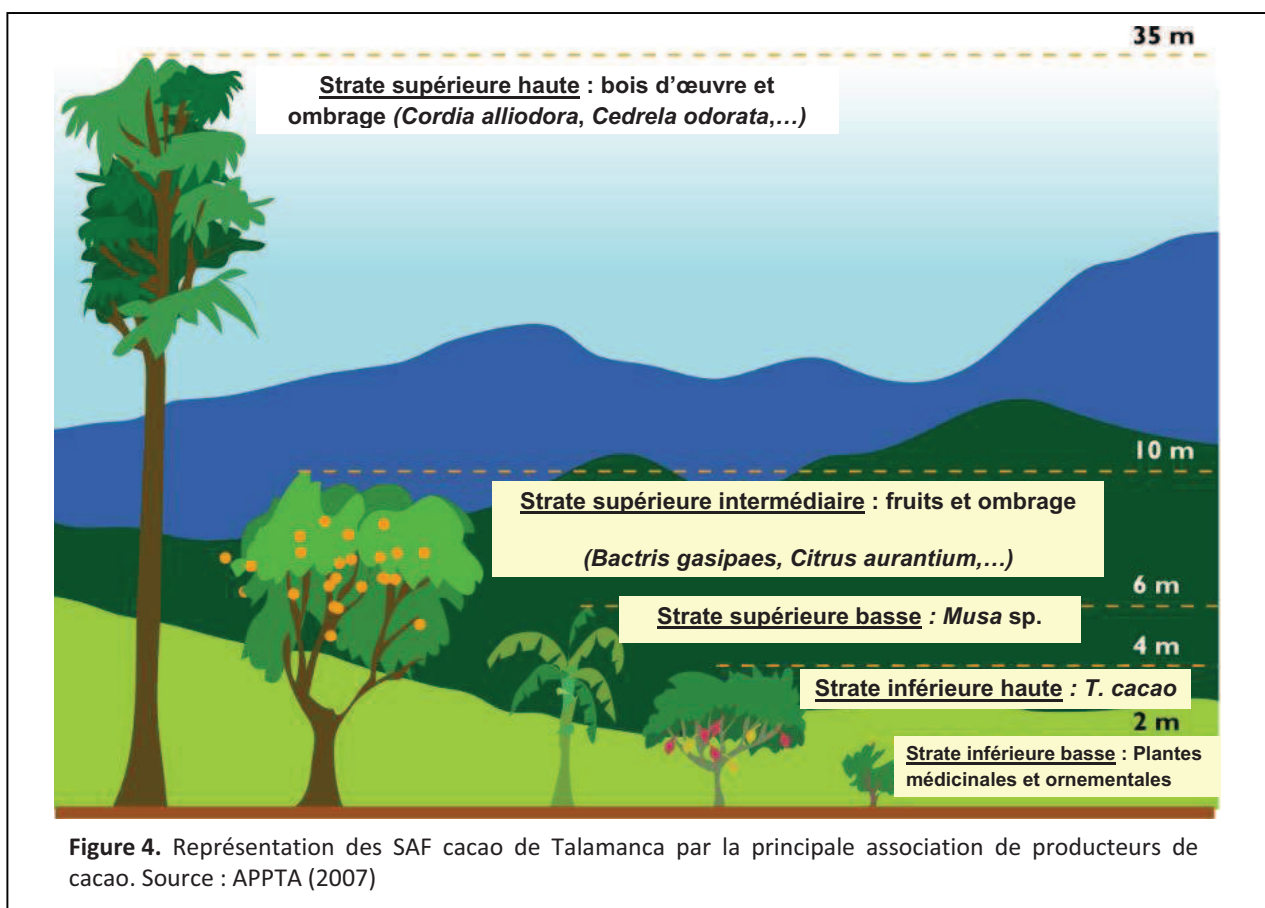 35 m
Strate supérieure haute : bois d’œuvre et
ombrage (Cordia alliodora, Cedrela odorata,…)
10 m
Strate supérieure intermédiaire : fruits et ombrage
(Bactris gasipaes, Citrus aurantium,…)
6 m
Strate supérieure basse : Musa sp.
4 m
Strate inférieure haute : T. cacao
2 m
Strate inférieure basse : Plantes
médicinales et ornementales
Figure 4. Représentation des SAF cacao de Talamanca par la principale association de producteurs de
cacao. Source : APPTA (2007)